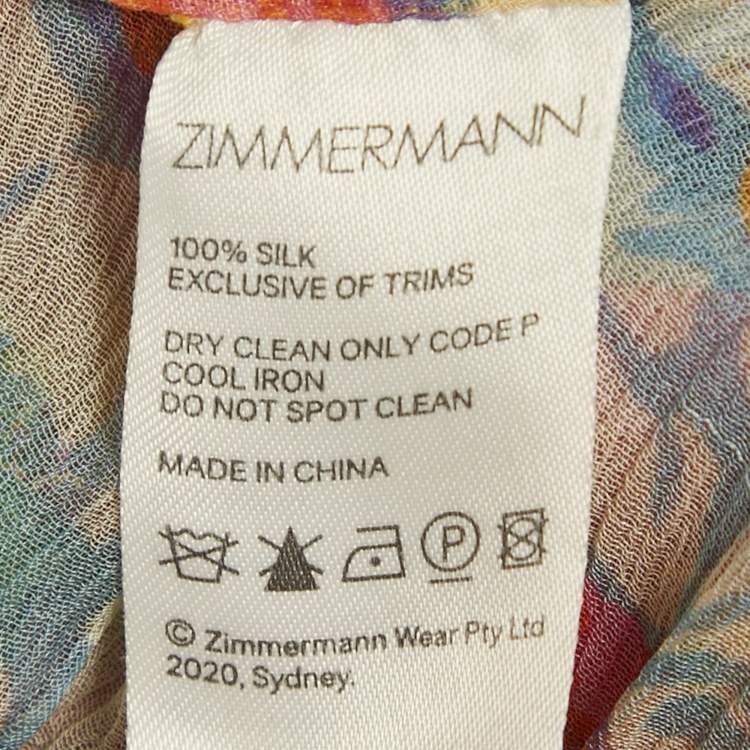 ZIMMERMANN
100% SILK
EXCLUSIVE OF TRIMS
DRY CLEAN ONLY CODE P
COOL IRON
DO NOT SPOT CLEAN
MADE IN CHINA
P
© Zimmermann Wear Pty Ltd
2020, Sydney.